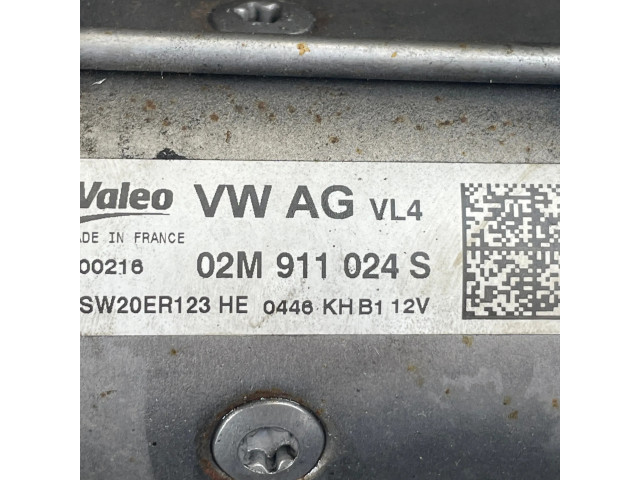 Valeo VW AG VL4
ADE IN FRANCE
00216 02M 911 024 S
SW20ER123 HE 0446 KH B1 12V